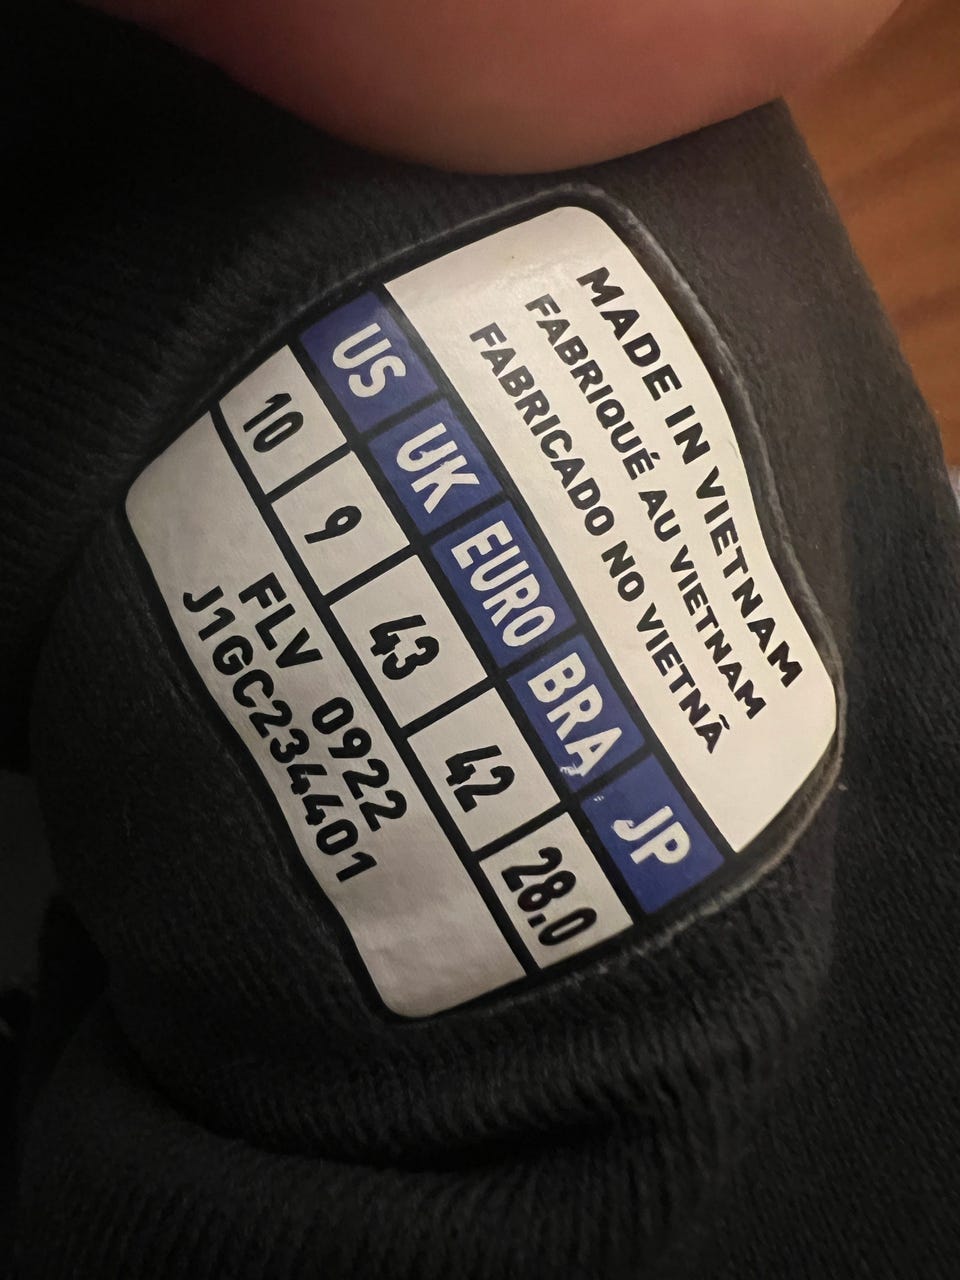 MADE IN VIETNAM
FABRIQUÉ AU VIETNAM
FABRICADO NO VIETNÃ
US UK EURO BRA JP
10 9 43 42 28.0
FLV 0922
J1GC234401